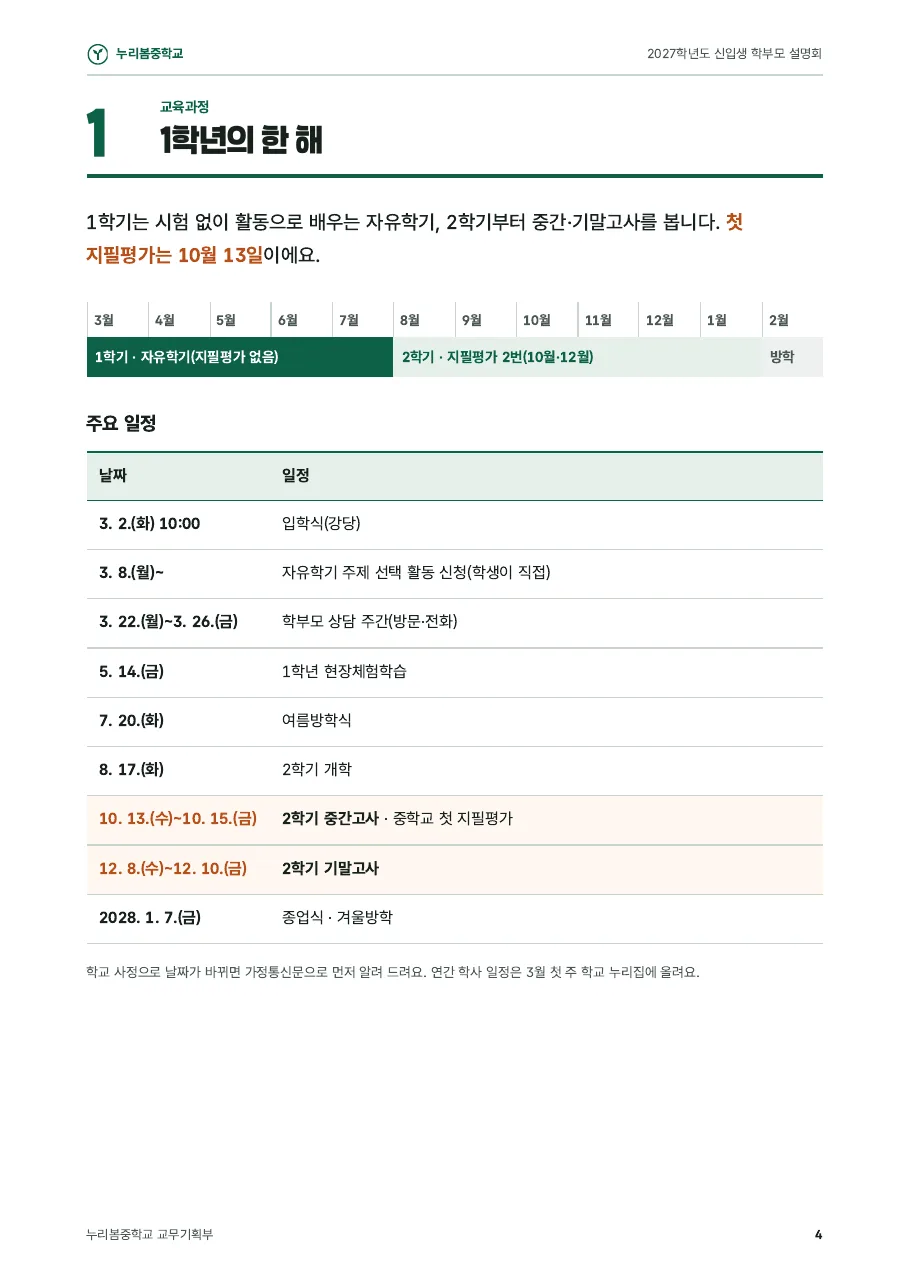 누리봄중학교
2027학년도 신입생 학부모 설명회
1
교육과정
1학년의 한 해
1학기는 시험 없이 활동으로 배우는 자유학기, 2학기부터 중간·기말고사를 봅니다. 첫
지필평가는 10월 13일이에요.
3월 4월 5월 6월 7월 8월 9월 10월 11월 12월 1월 2월
1학기 · 자유학기(지필평가 없음) 2학기 · 지필평가 2번(10월·12월) 방학
주요 일정
날짜 일정
3. 2.(화) 10:00 입학식(강당)
3. 8.(월)~ 자유학기 주제 선택 활동 신청(학생이 직접)
3. 22.(월)~3. 26.(금) 학부모 상담 주간(방문·전화)
5. 14.(금) 1학년 현장체험학습
7. 20.(화) 여름방학식
8. 17.(화) 2학기 개학
10. 13.(수)~10. 15.(금) 2학기 중간고사 · 중학교 첫 지필평가
12. 8.(수)~12. 10.(금) 2학기 기말고사
2028. 1. 7.(금) 종업식 · 겨울방학
학교 사정으로 날짜가 바뀌면 가정통신문으로 먼저 알려 드려요. 연간 학사 일정은 3월 첫 주 학교 누리집에 올려요.
누리봄중학교 교무기획부
4